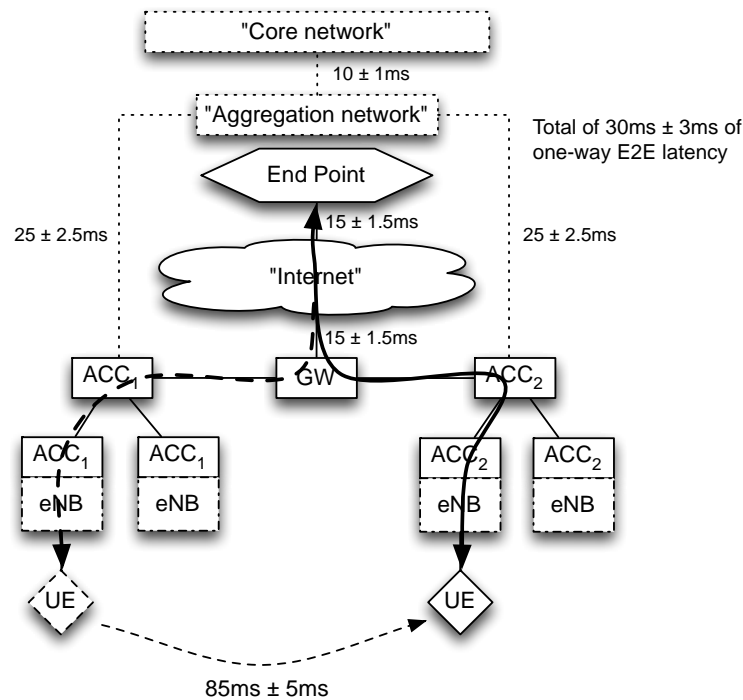 "Core network"
10 ± 1ms
"Aggregation network"
Total of 30ms ± 3ms of
one-way E2E latency
End Point
15 ± 1.5ms
25 ± 2.5ms
25 ± 2.5ms
"Internet"
15 ± 1.5ms
ACC₁
GW
ACC₂
ACC₁
ACC₁
ACC₂
ACC₂
eNB
eNB
eNB
eNB
UE
UE
85ms ± 5ms